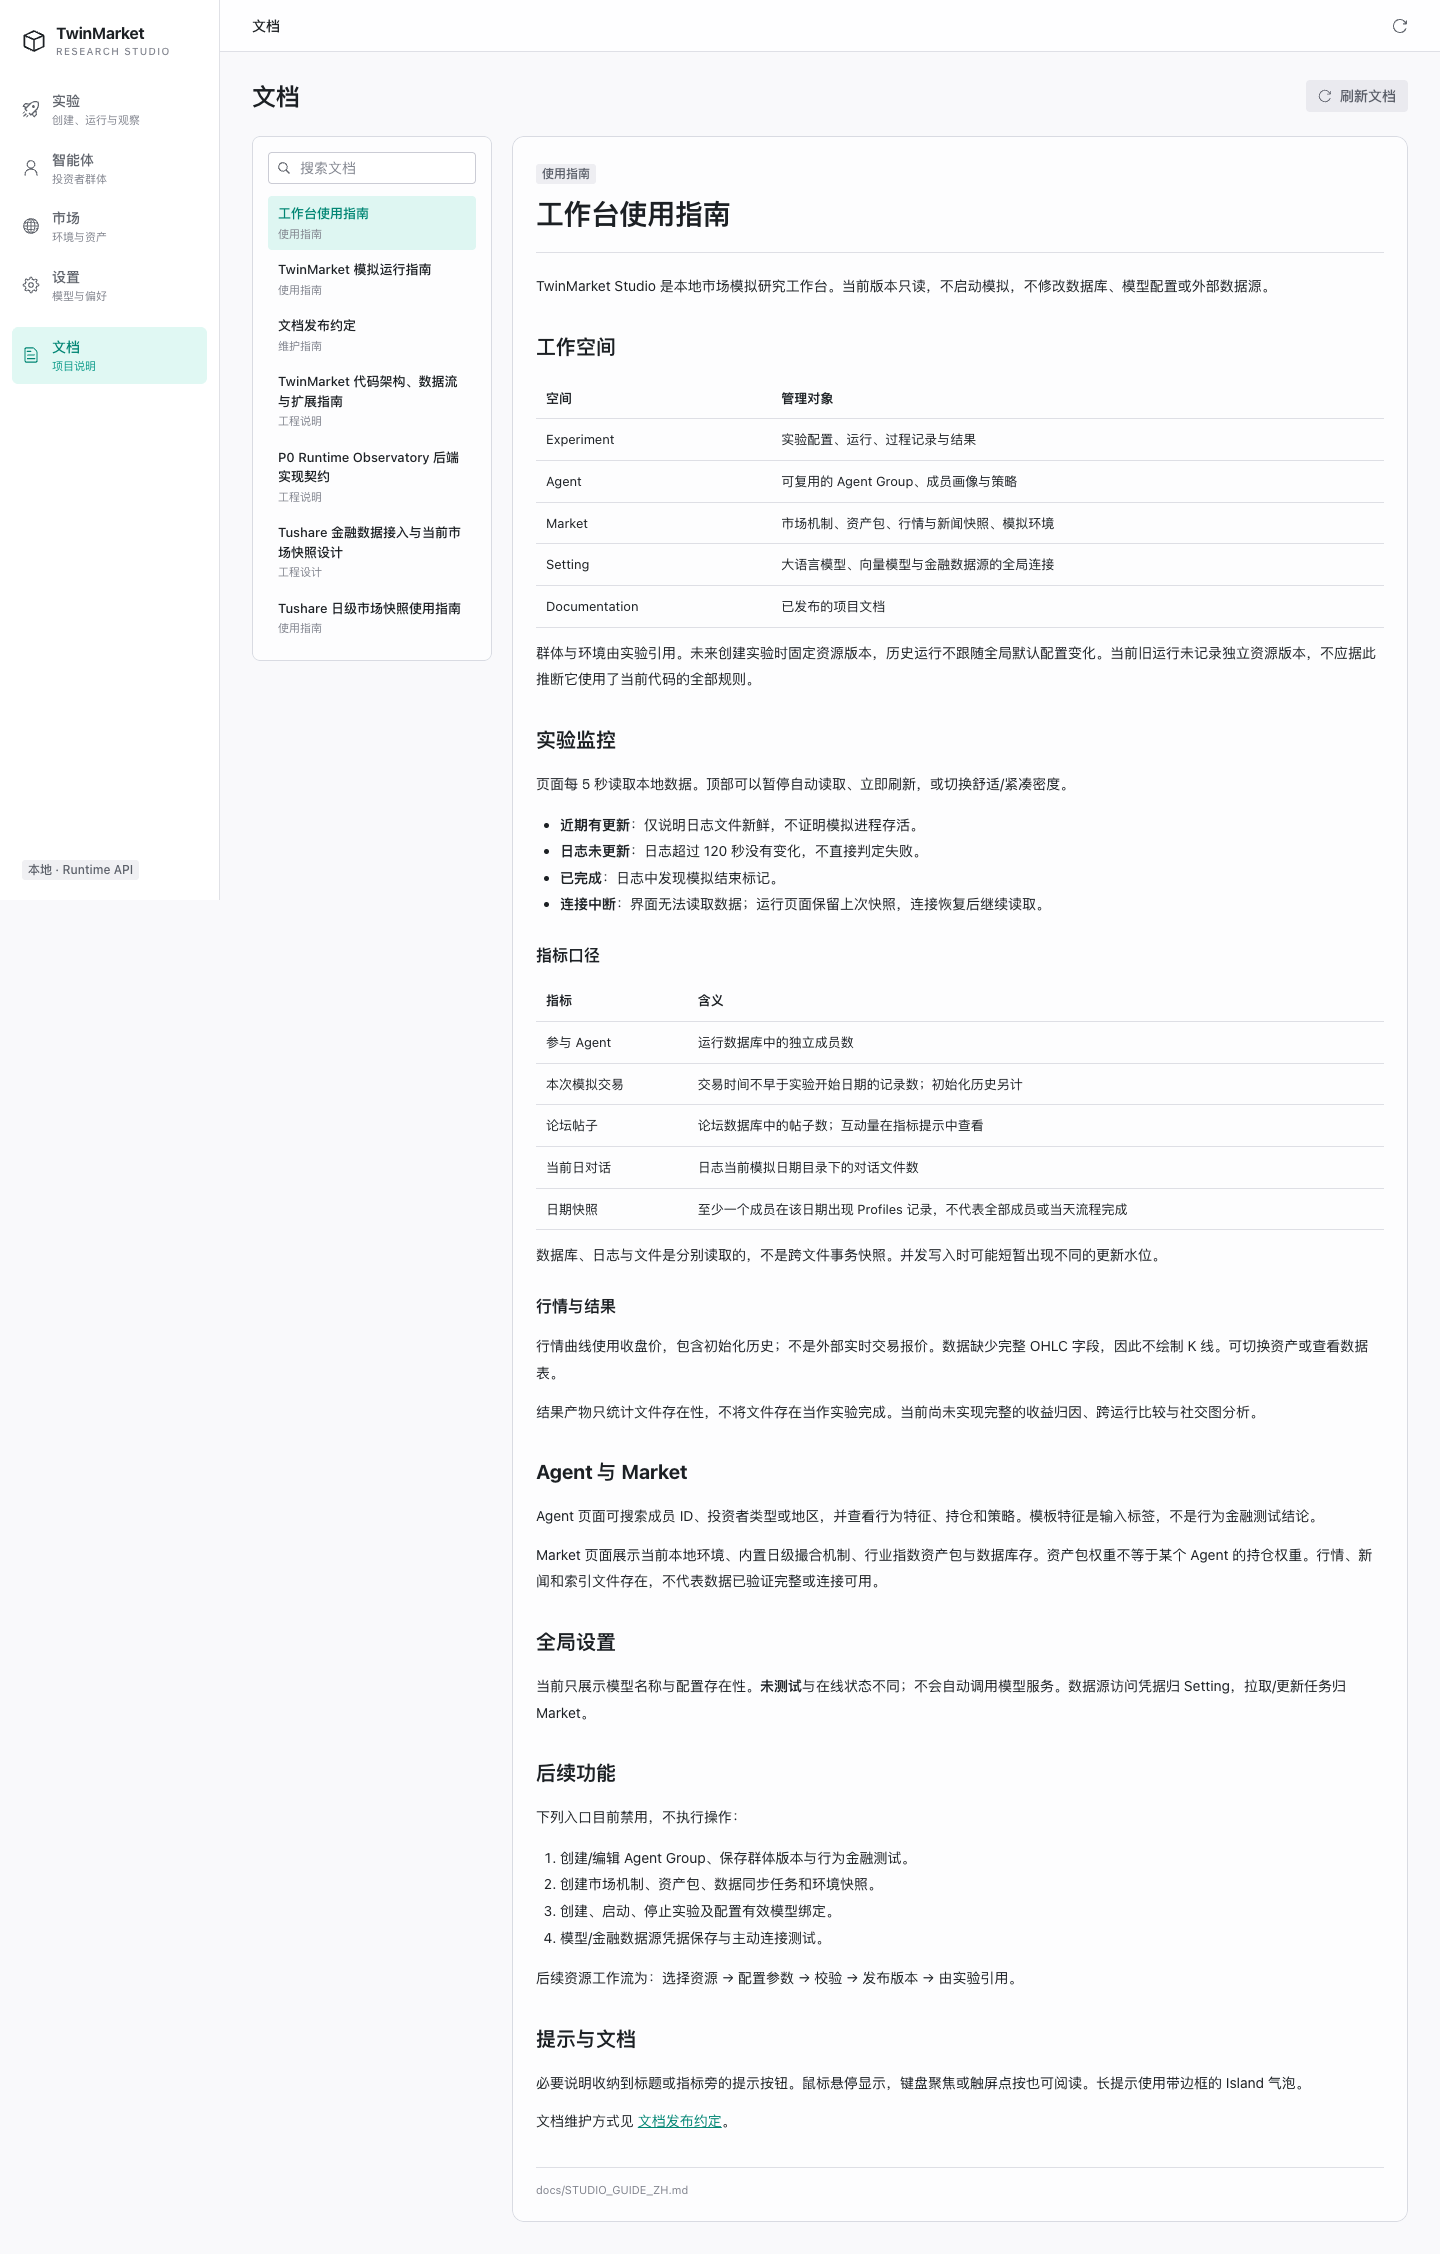 TwinMarket
RESEARCH STUDIO
实验
创建、运行与观察
智能体
投资者群体
市场
环境与资产
设置
模型与偏好
文档
项目说明
本地 · Runtime API
文档
文档
刷新文档
搜索文档
工作台使用指南
使用指南
TwinMarket 模拟运行指南
使用指南
文档发布约定
维护指南
TwinMarket 代码架构、数据流
与扩展指南
工程说明
P0 Runtime Observatory 后端
实现契约
工程说明
Tushare 金融数据接入与当前市
场快照设计
工程设计
Tushare 日级市场快照使用指南
使用指南
使用指南
工作台使用指南
TwinMarket Studio 是本地市场模拟研究工作台。当前版本只读，不启动模拟，不修改数据库、模型配置或外部数据源。
工作空间
空间 管理对象
Experiment 实验配置、运行、过程记录与结果
Agent 可复用的 Agent Group、成员画像与策略
Market 市场机制、资产包、行情与新闻快照、模拟环境
Setting 大语言模型、向量模型与金融数据源的全局连接
Documentation 已发布的项目文档
群体与环境由实验引用。未来创建实验时固定资源版本，历史运行不跟随全局默认配置变化。当前旧运行未记录独立资源版本，不应据此
推断它使用了当前代码的全部规则。
实验监控
页面每 5 秒读取本地数据。顶部可以暂停自动读取、立即刷新，或切换舒适/紧凑密度。
• 近期有更新：仅说明日志文件新鲜，不证明模拟进程存活。
• 日志未更新：日志超过 120 秒没有变化，不直接判定失败。
• 已完成：日志中发现模拟结束标记。
• 连接中断：界面无法读取数据；运行页面保留上次快照，连接恢复后继续读取。
指标口径
指标 含义
参与 Agent 运行数据库中的独立成员数
本次模拟交易 交易时间不早于实验开始日期的记录数；初始化历史另计
论坛帖子 论坛数据库中的帖子数；互动量在指标提示中查看
当前日对话 日志当前模拟日期目录下的对话文件数
日期快照 至少一个成员在该日期出现 Profiles 记录，不代表全部成员或当天流程完成
数据库、日志与文件是分别读取的，不是跨文件事务快照。并发写入时可能短暂出现不同的更新水位。
行情与结果
行情曲线使用收盘价，包含初始化历史；不是外部实时交易报价。数据缺少完整 OHLC 字段，因此不绘制 K 线。可切换资产或查看数据
表。
结果产物只统计文件存在性，不将文件存在当作实验完成。当前尚未实现完整的收益归因、跨运行比较与社交图分析。
Agent 与 Market
Agent 页面可搜索成员 ID、投资者类型或地区，并查看行为特征、持仓和策略。模板特征是输入标签，不是行为金融测试结论。
Market 页面展示当前本地环境、内置日级撮合机制、行业指数资产包与数据库存。资产包权重不等于某个 Agent 的持仓权重。行情、新
闻和索引文件存在，不代表数据已验证完整或连接可用。
全局设置
当前只展示模型名称与配置存在性。未测试与在线状态不同；不会自动调用模型服务。数据源访问凭据归 Setting，拉取/更新任务归
Market。
后续功能
下列入口目前禁用，不执行操作：
1. 创建/编辑 Agent Group、保存群体版本与行为金融测试。
2. 创建市场机制、资产包、数据同步任务和环境快照。
3. 创建、启动、停止实验及配置有效模型绑定。
4. 模型/金融数据源凭据保存与主动连接测试。
后续资源工作流为：选择资源 → 配置参数 → 校验 → 发布版本 → 由实验引用。
提示与文档
必要说明收纳到标题或指标旁的提示按钮。鼠标悬停显示，键盘聚焦或触屏点按也可阅读。长提示使用带边框的 Island 气泡。
文档维护方式见 文档发布约定。
docs/STUDIO_GUIDE_ZH.md